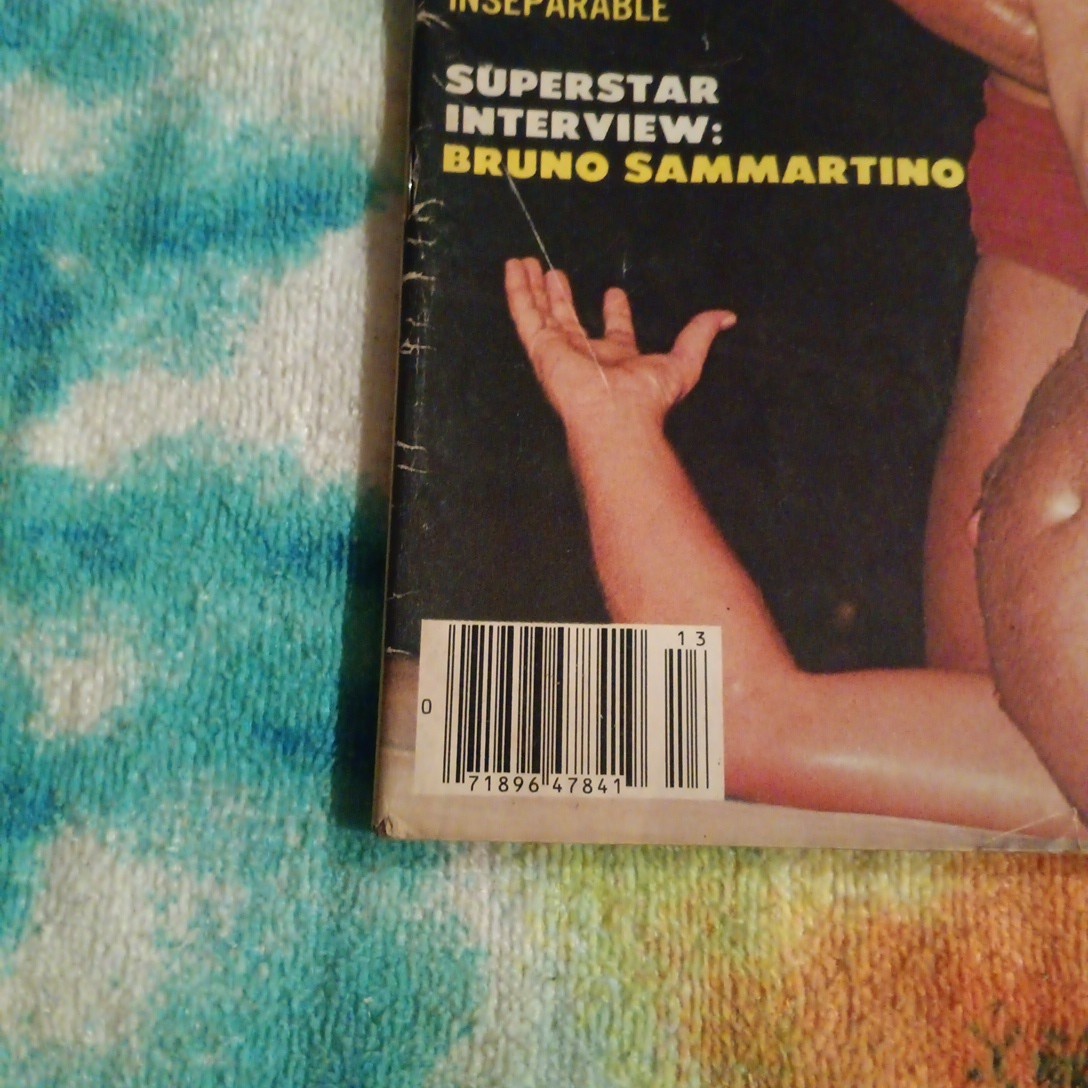 INSEPARABLE
SUPERSTAR
INTERVIEW:
BRUNO SAMMARTINO
13
0
71896 47841